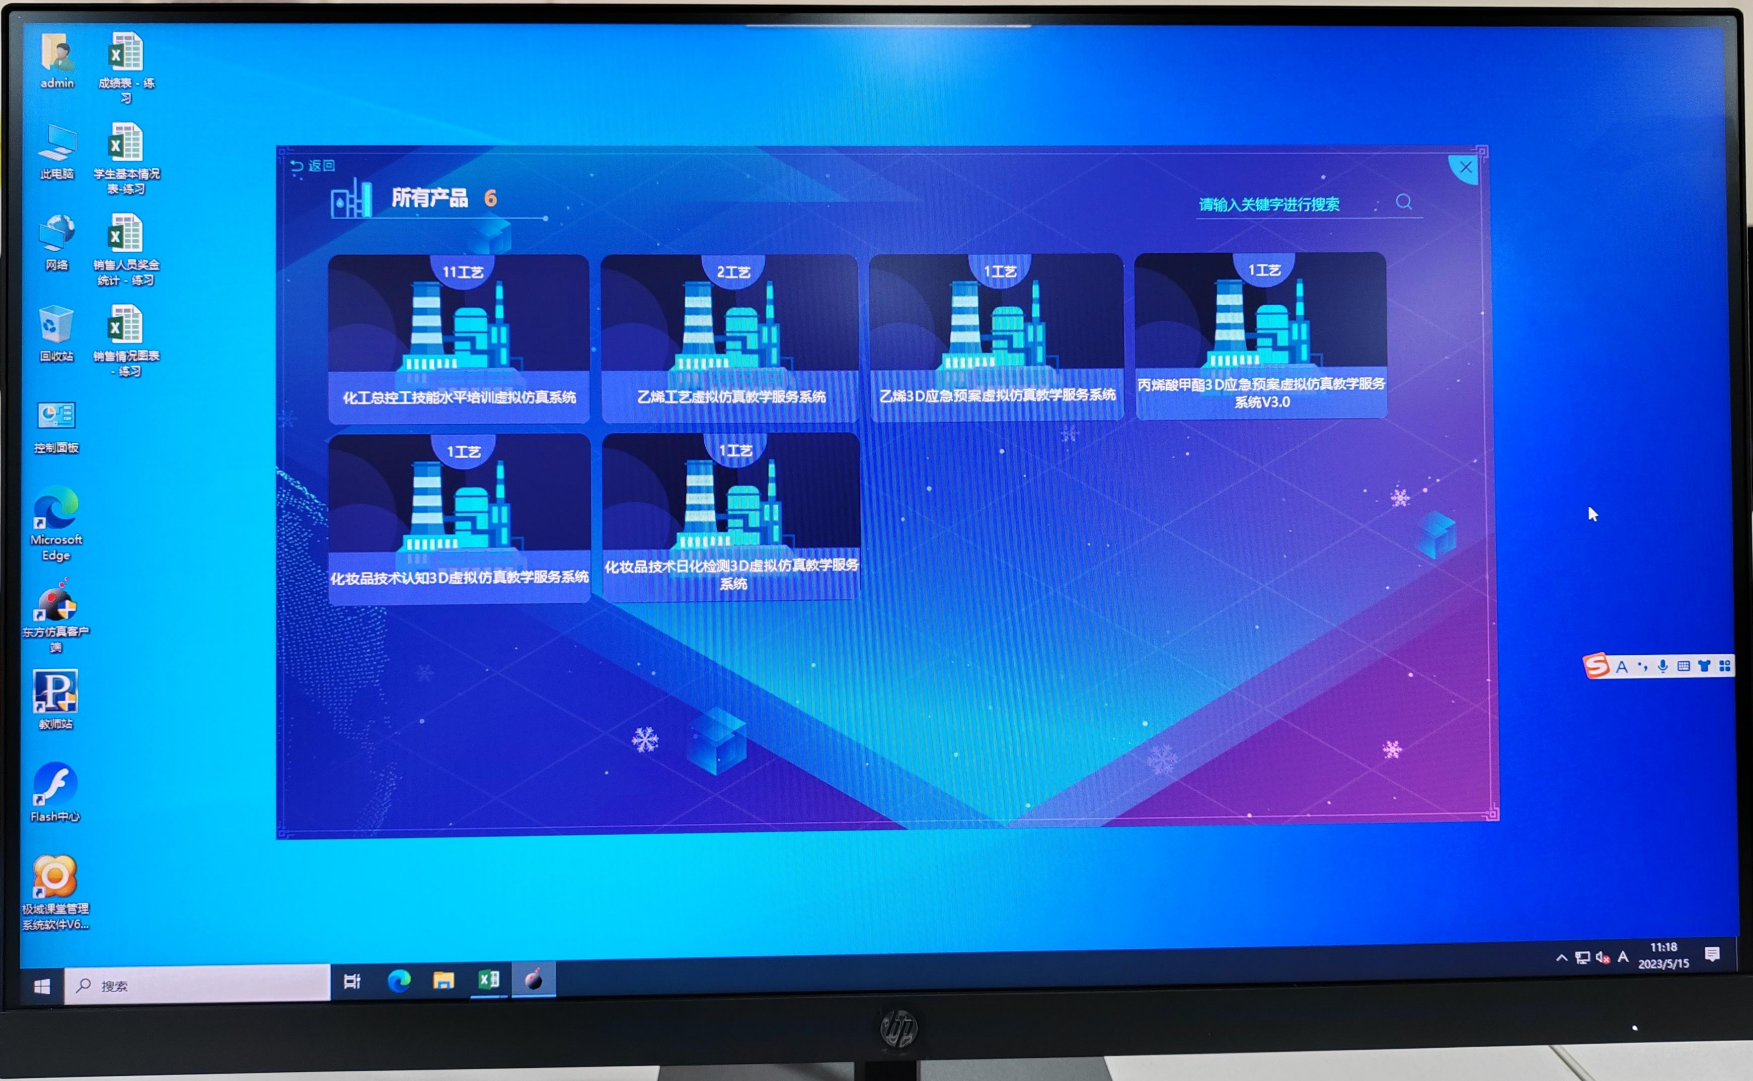 admin
成绩表 - 练
习
此电脑
学生基本情况
表-练习
网络
销售人员奖金
统计 - 练习
回收站
销售情况图表
- 练习
控制面板
Microsoft
Edge
东方仿真客户
端
教师站
Flash中心
极域课堂管理
系统软件V6...
返回
所有产品 6
请输入关键字进行搜索
11工艺
化工总控工技能水平培训虚拟仿真系统
2工艺
乙烯工艺虚拟仿真教学服务系统
1工艺
乙烯3D应急预案虚拟仿真教学服务系统
1工艺
丙烯酸甲酯3D应急预案虚拟仿真教学服务
系统V3.0
1工艺
化妆品技术认知3D虚拟仿真教学服务系统
1工艺
化妆品技术日化检测3D虚拟仿真教学服务
系统
A
搜索
A
11:18
2023/5/15
hp